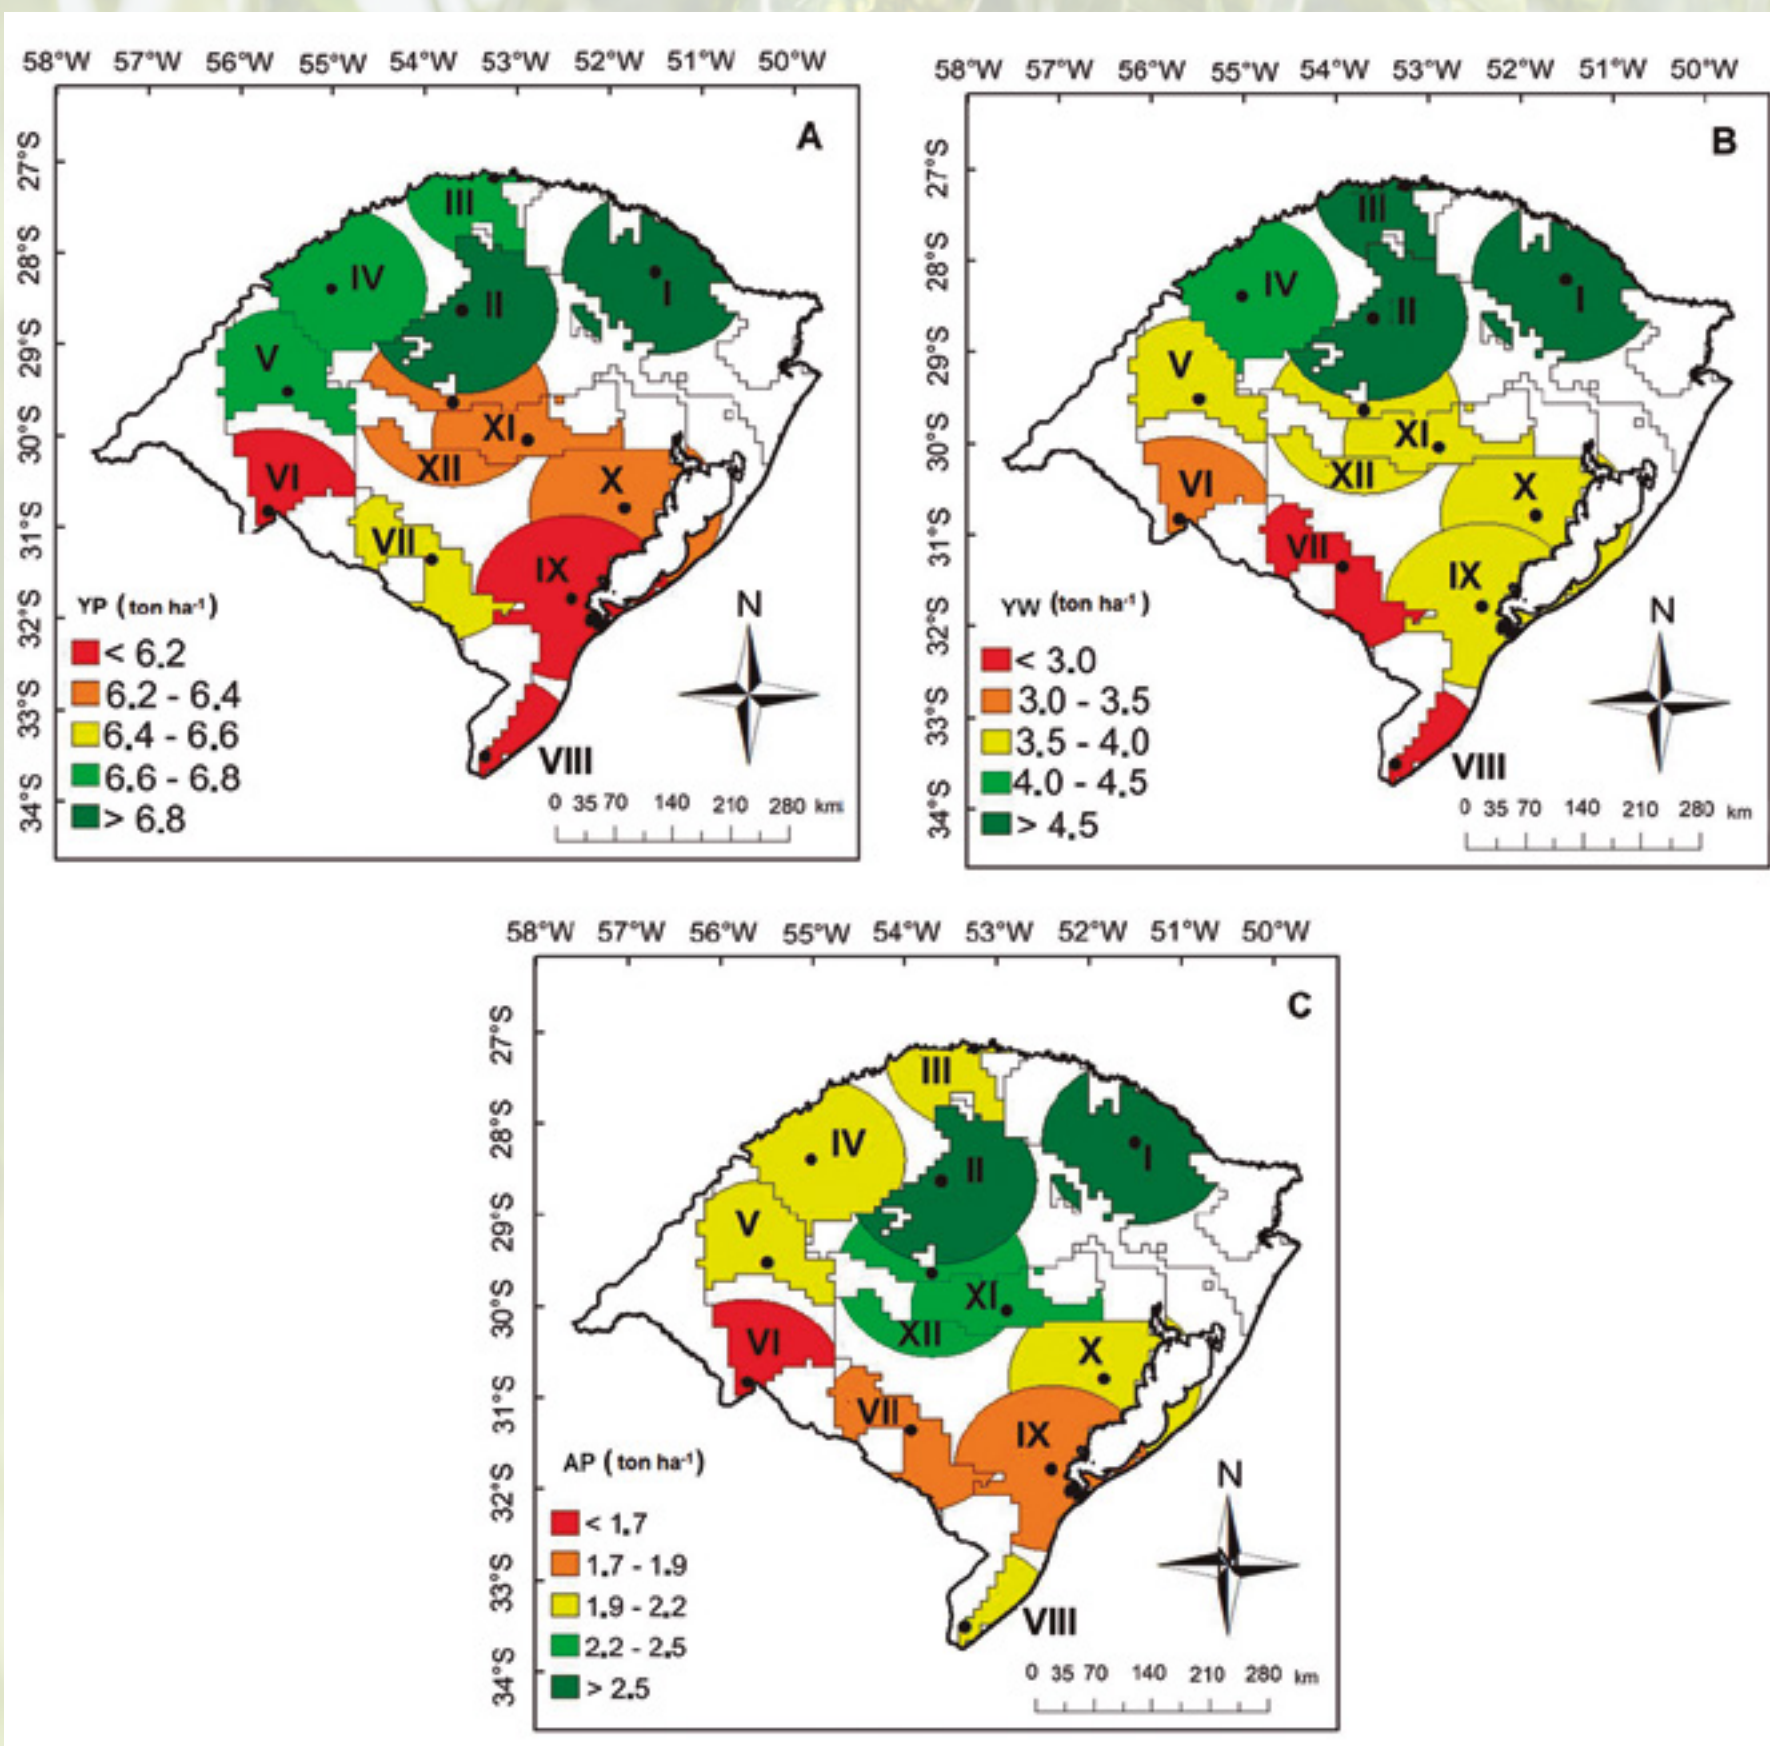 58°W 57°W 56°W 55°W 54°W 53°W 52°W 51°W 50°W
A
27°S
28°S
29°S
30°S
31°S
32°S
33°S
34°S
III
IV
II
I
V
XI
XII
VI
X
VII
IX
VIII
YP (ton ha-¹)
< 6.2
6.2 - 6.4
6.4 - 6.6
6.6 - 6.8
> 6.8
N
0 35 70 140 210 280 km
58°W 57°W 56°W 55°W 54°W 53°W 52°W 51°W 50°W
B
27°S
28°S
29°S
30°S
31°S
32°S
33°S
34°S
III
IV
II
I
V
XI
XII
VI
X
VII
IX
VIII
YW (ton ha-¹)
< 3.0
3.0 - 3.5
3.5 - 4.0
4.0 - 4.5
> 4.5
N
0 35 70 140 210 280 km
58°W 57°W 56°W 55°W 54°W 53°W 52°W 51°W 50°W
C
27°S
28°S
29°S
30°S
31°S
32°S
33°S
34°S
III
IV
II
I
V
XI
XII
VI
X
VII
IX
VIII
AP (ton ha-¹)
< 1.7
1.7 - 1.9
1.9 - 2.2
2.2 - 2.5
> 2.5
N
0 35 70 140 210 280 km